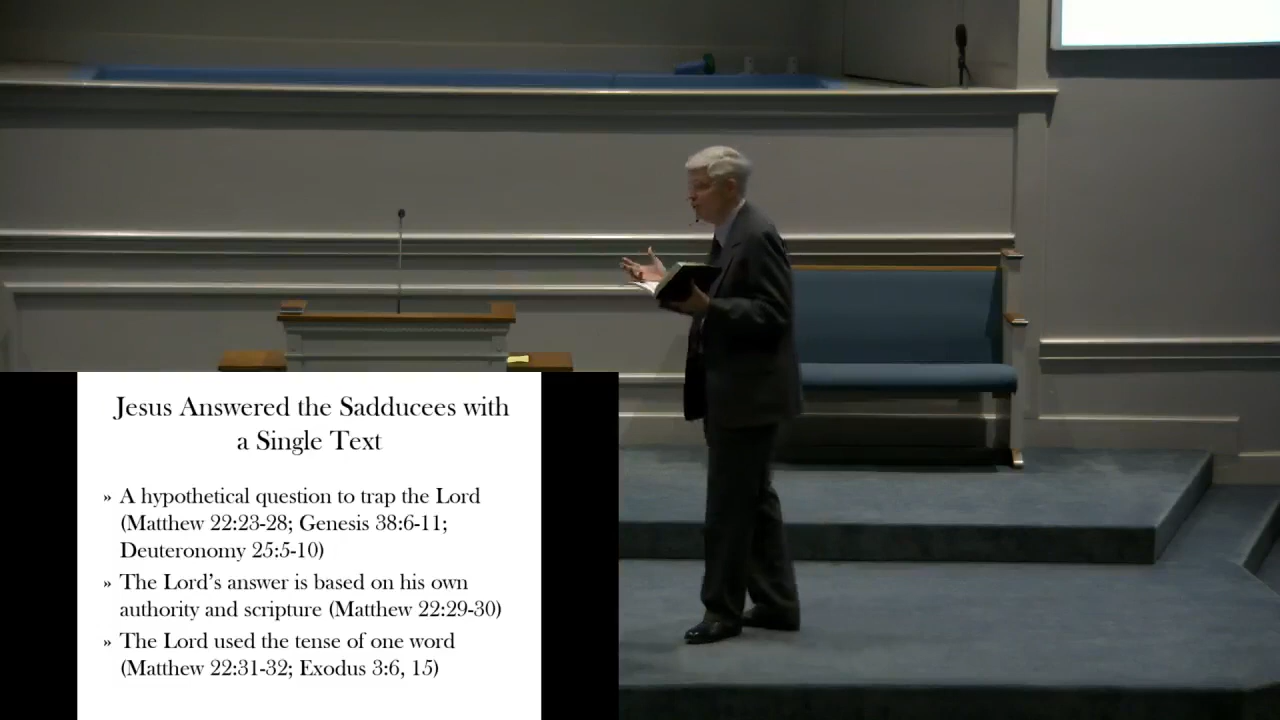 Jesus Answered the Sadducees with
a Single Text
» A hypothetical question to trap the Lord
(Matthew 22:23-28; Genesis 38:6-11;
Deuteronomy 25:5-10)
» The Lord's answer is based on his own
authority and scripture (Matthew 22:29-30)
» The Lord used the tense of one word
(Matthew 22:31-32; Exodus 3:6, 15)